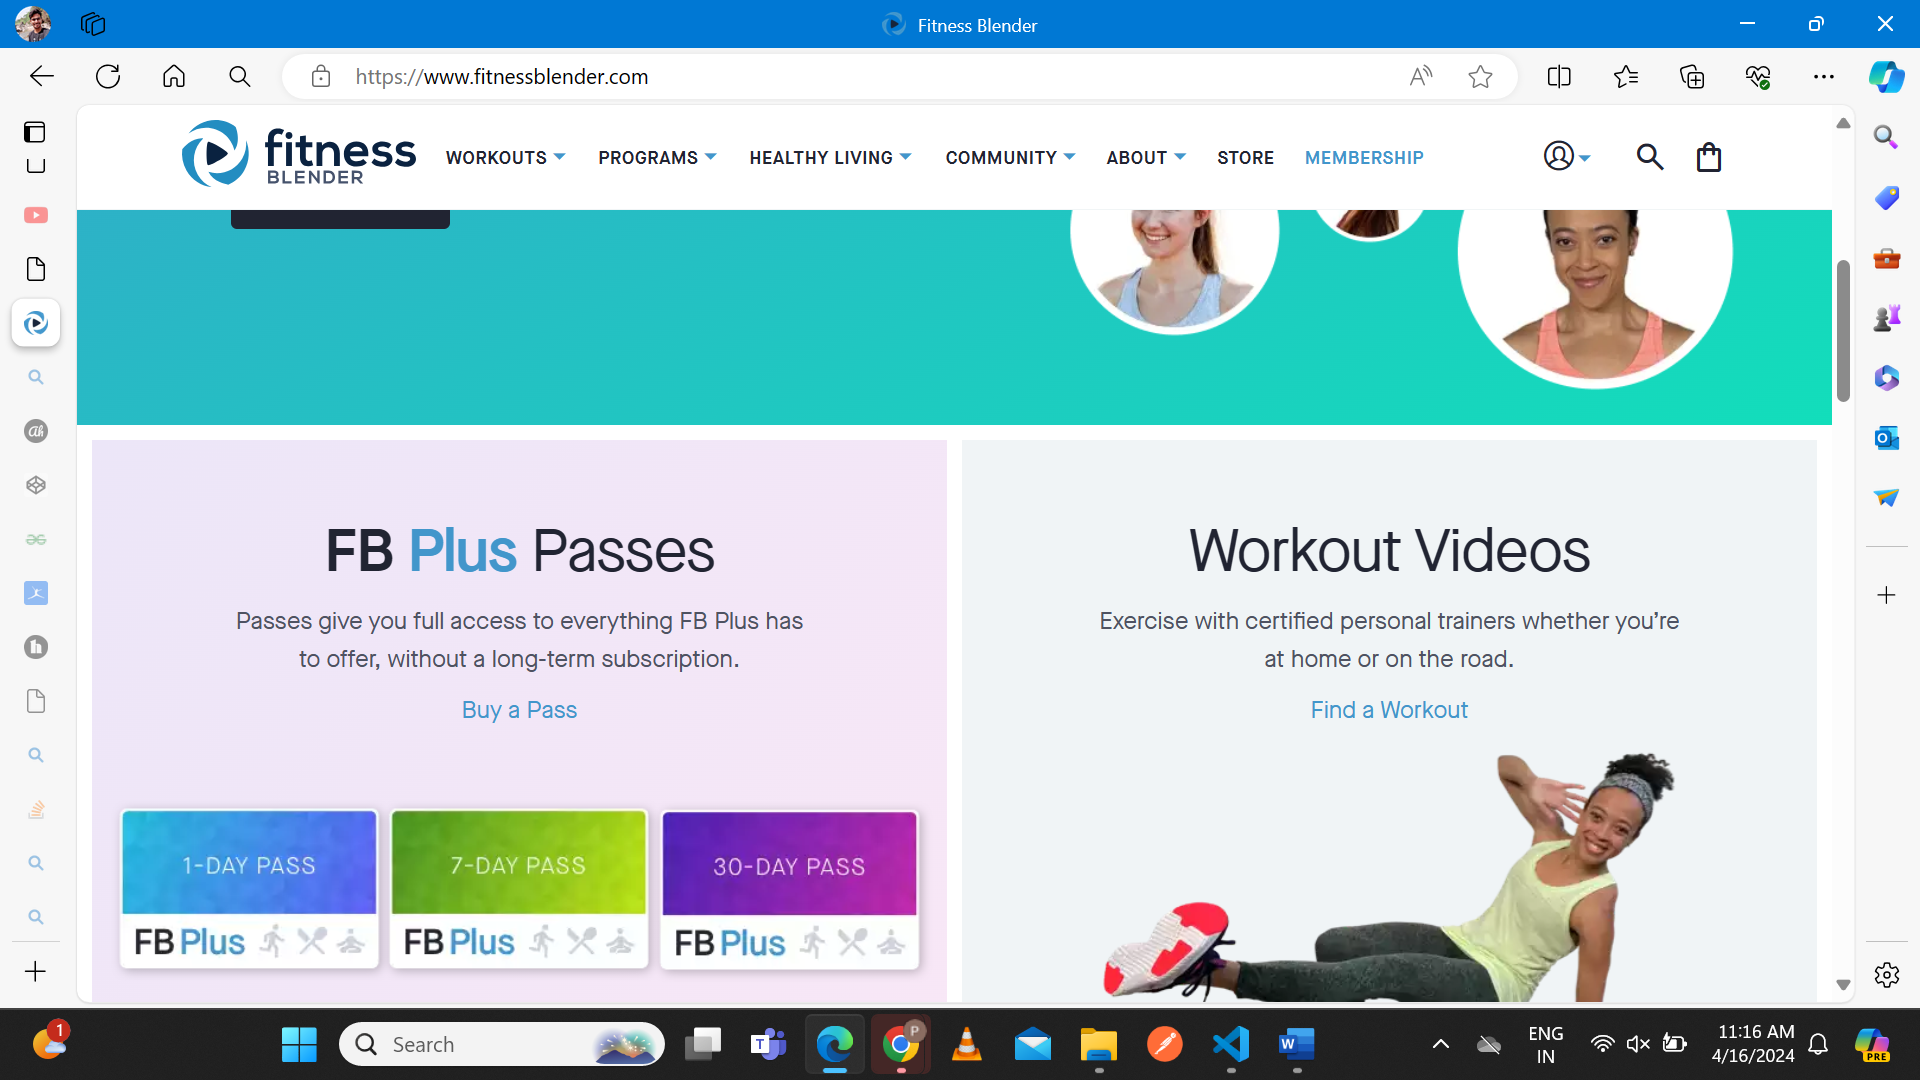 Fitness Blender
https://www.fitnessblender.com
fitness
BLENDER
WORKOUTS PROGRAMS HEALTHY LIVING COMMUNITY ABOUT STORE MEMBERSHIP
FB Plus Passes
Passes give you full access to everything FB Plus has
to offer, without a long-term subscription.
Buy a Pass
1-DAY PASS
FB Plus
7-DAY PASS
FB Plus
30-DAY PASS
FB Plus
Workout Videos
Exercise with certified personal trainers whether you’re
at home or on the road.
Find a Workout
1
Search
P
ENG
IN
11:16 AM
4/16/2024
PRE